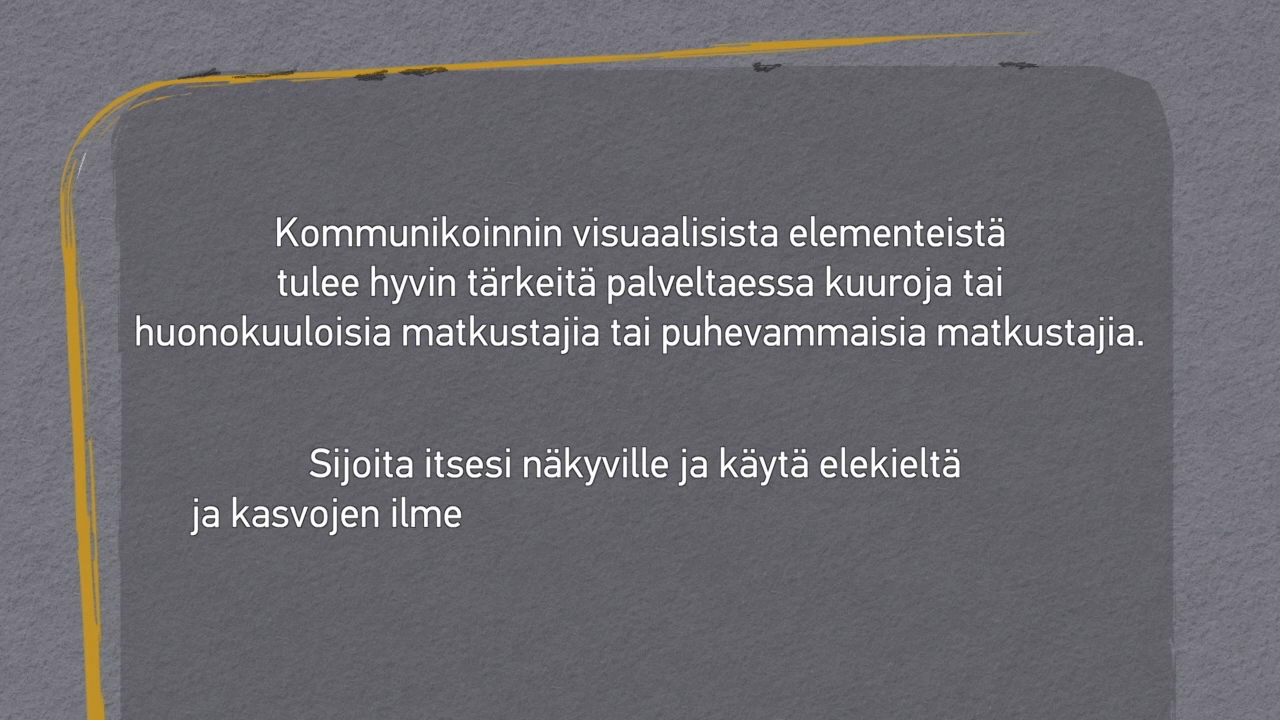 Kommunikoinnin visuaalisista elementeistä
tulee hyvin tärkeitä palveltaessa kuuroja tai
huonokuuloisia matkustajia tai puhevammaisia matkustajia.
Sijoita itsesi näkyville ja käytä elekieltä
ja kasvojen ilme